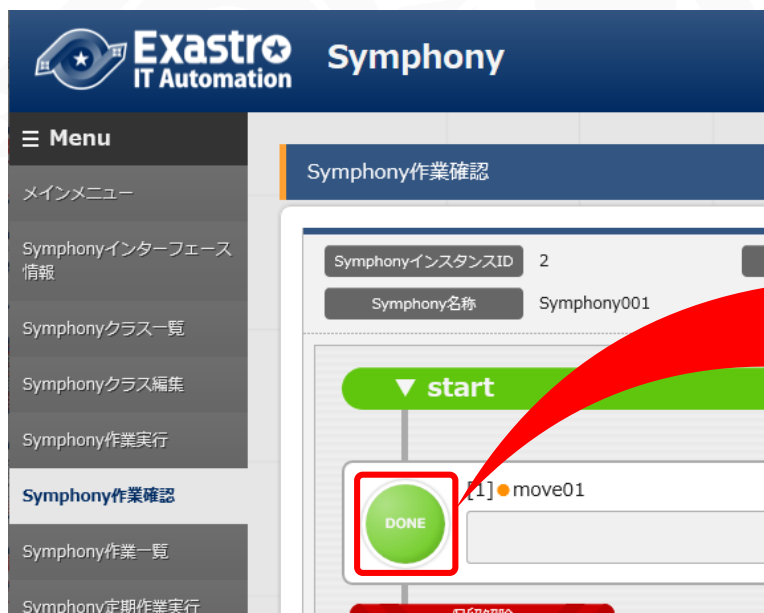 Exastro
IT Automation
Symphony
☰ Menu
メインメニュー
Symphonyインターフェース
情報
Symphonyクラス一覧
Symphonyクラス編集
Symphony作業実行
Symphony作業確認
Symphony作業一覧
Symphony定期作業実行
Symphony作業確認
SymphonyインスタンスID 2
Symphony名称 Symphony001
▼ start
[1]●move01
DONE
保留解除